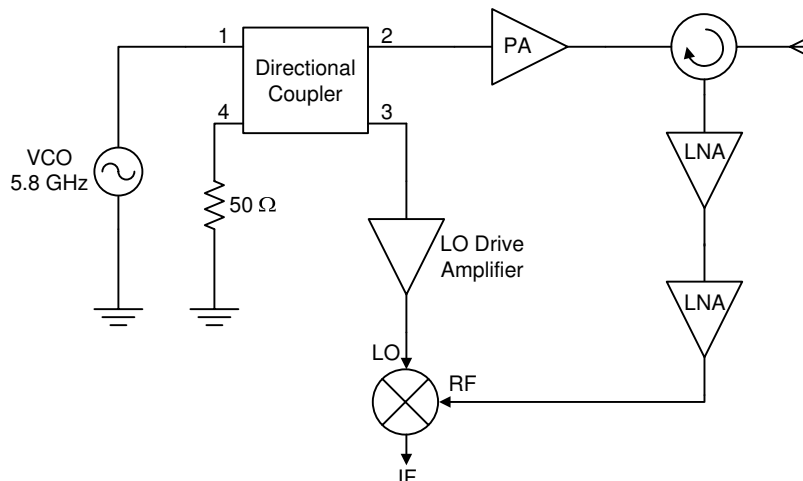 1
2
PA
Directional
Coupler
4
3
LNA
VCO
5.8 GHz
50 Ω
LO Drive
Amplifier
LNA
LO
RF
IF